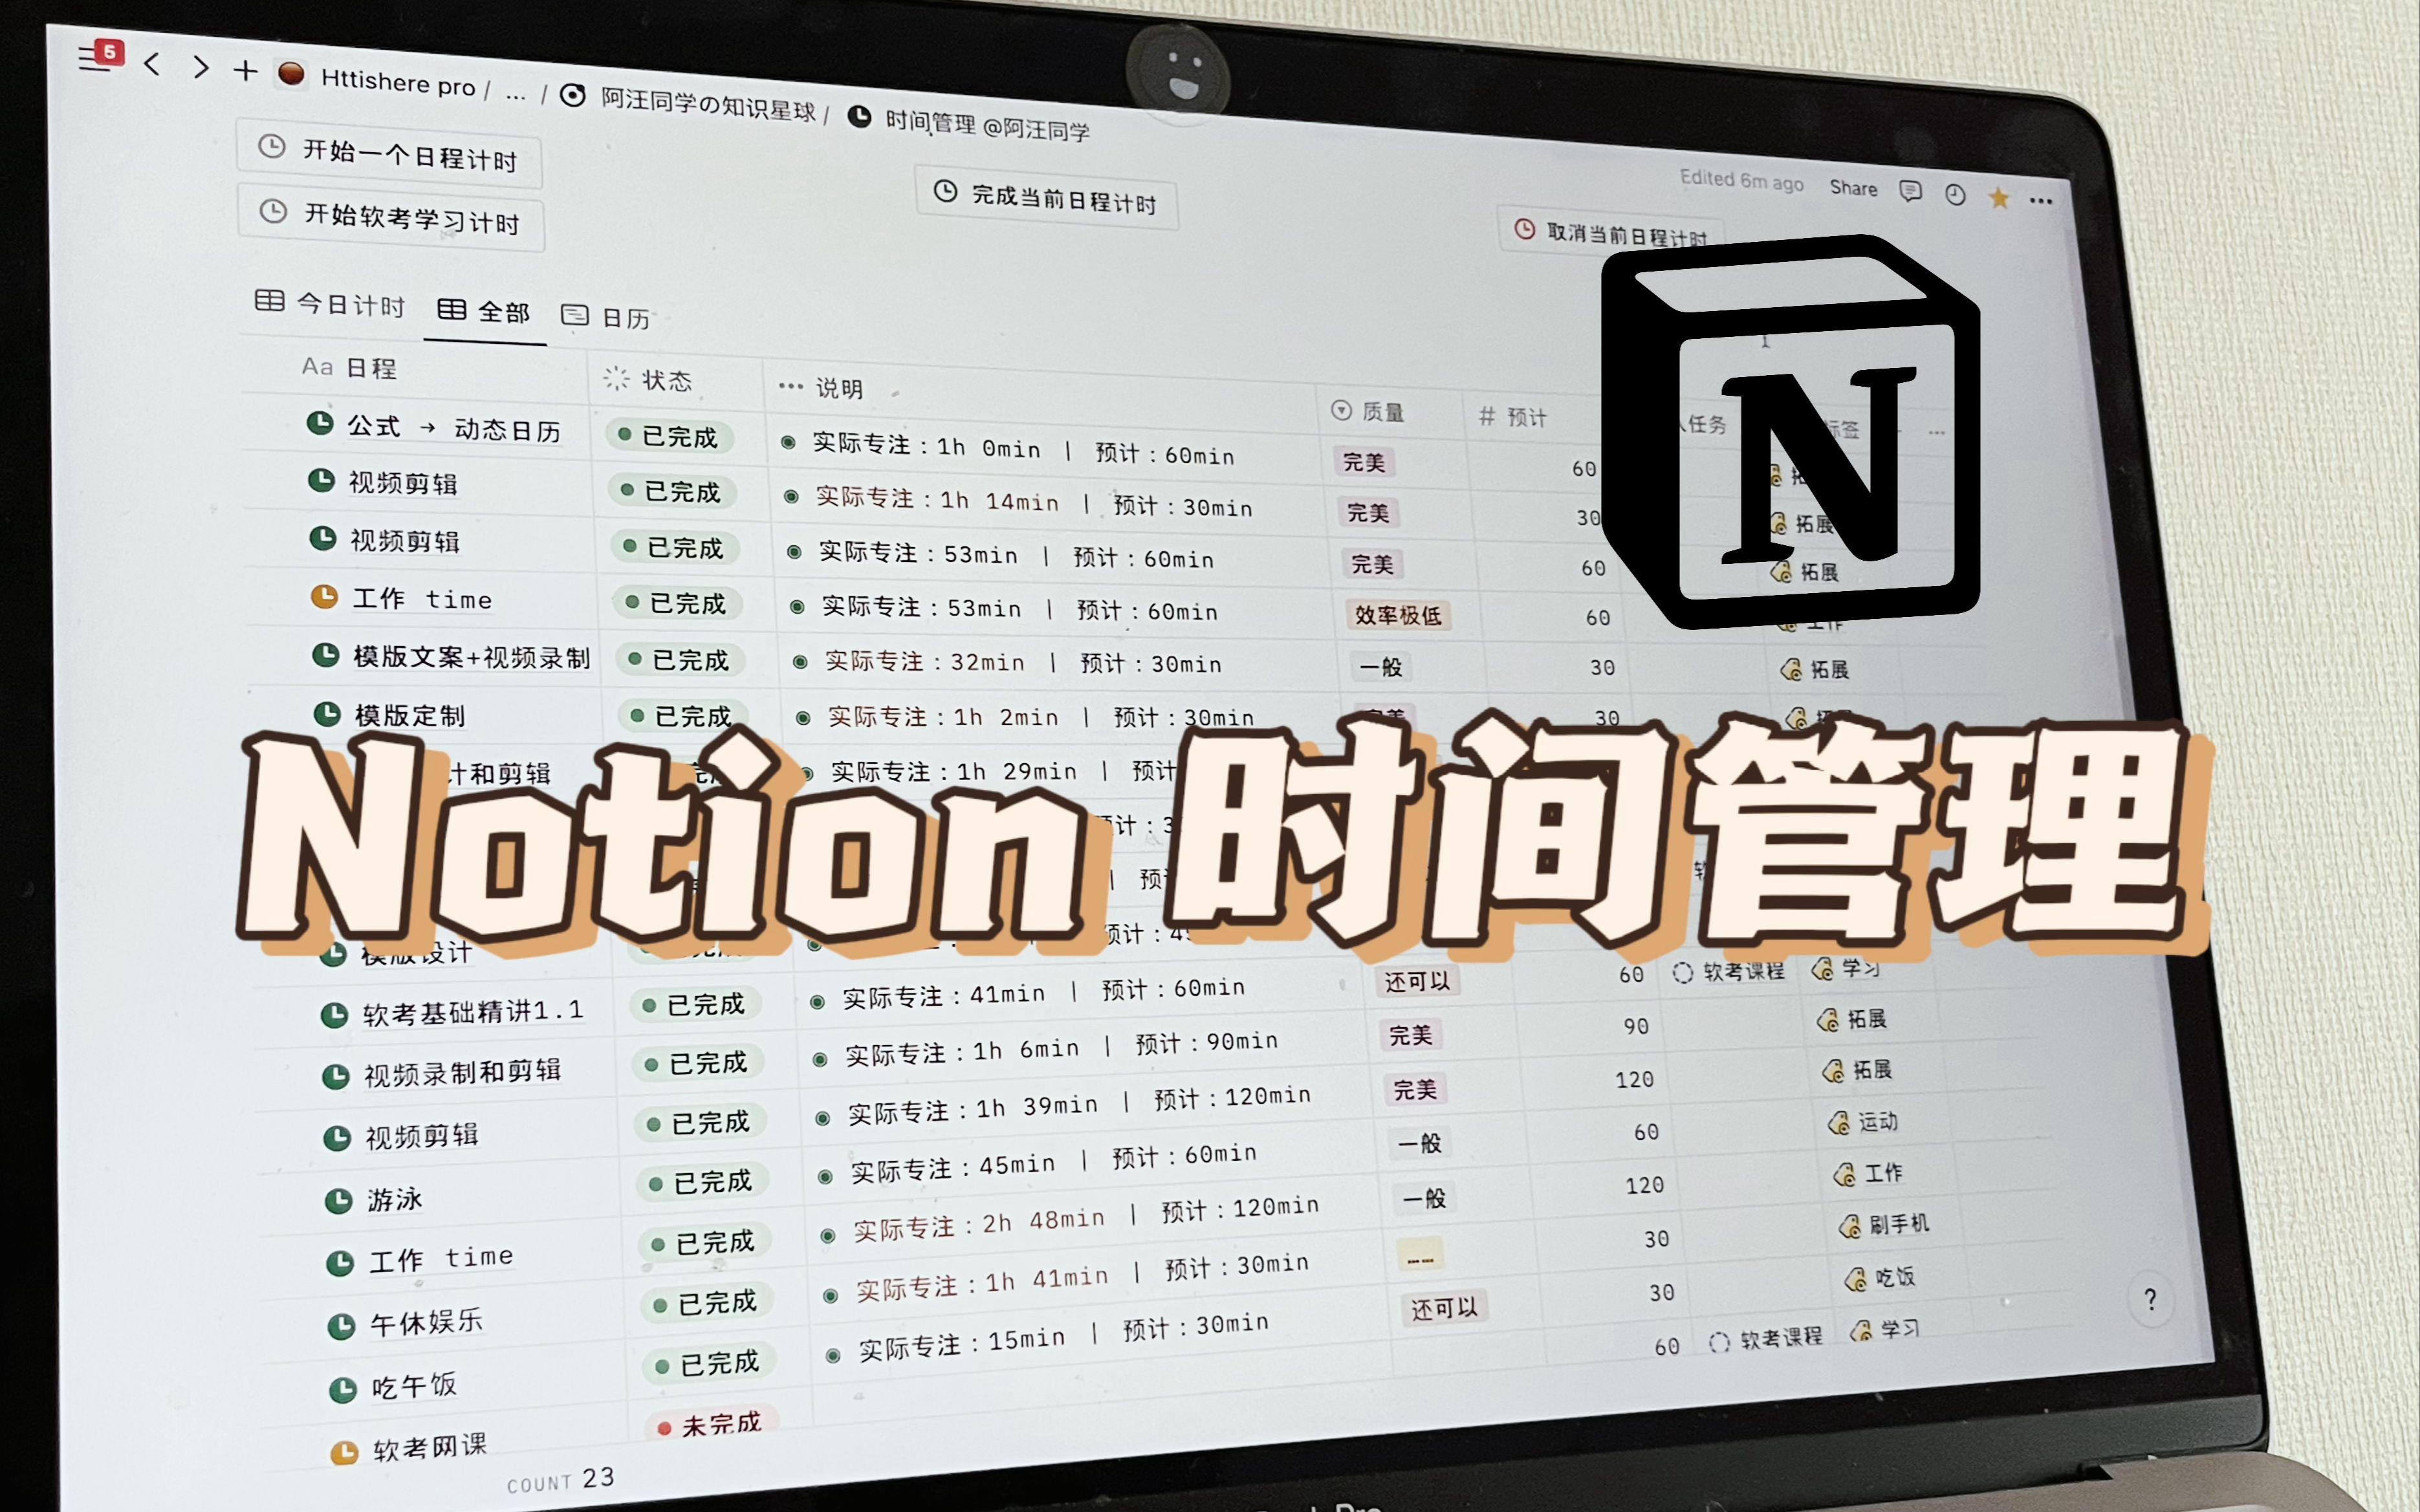 5
Httishere pro / ... / 阿汪同学の知识星球 / 时间管理 @阿汪同学
Edited 6m ago Share
开始一个日程计时
完成当前日程计时
取消当前日程计时
开始软考学习计时
今日计时 全部 日历
Aa 日程 状态 说明 质量 # 预计 任务 标签
公式 → 动态日历 已完成 实际专注：1h 0min | 预计：60min 完美 60
视频剪辑 已完成 实际专注：1h 14min | 预计：30min 完美 30 拓展
视频剪辑 已完成 实际专注：53min | 预计：60min 完美 60 拓展
工作 time 已完成 实际专注：53min | 预计：60min 效率极低 60 工作
模版文案+视频录制 已完成 实际专注：32min | 预计：30min 一般 30 拓展
模版定制 已完成 实际专注：1h 2min | 预计：30min 完美 30
和剪辑 实际专注：1h 29min | 预计
N
Notion 时间管理
模版设计
软考基础精讲1.1 已完成 实际专注：41min | 预计：60min 还可以 60 软考课程 学习
视频录制和剪辑 已完成 实际专注：1h 6min | 预计：90min 完美 90 拓展
视频剪辑 已完成 实际专注：1h 39min | 预计：120min 完美 120 拓展
游泳 已完成 实际专注：45min | 预计：60min 一般 60 运动
工作 time 已完成 实际专注：2h 48min | 预计：120min 一般 120 工作
午休娱乐 已完成 实际专注：1h 41min | 预计：30min 30 刷手机
吃午饭 已完成 实际专注：15min | 预计：30min 还可以 30 吃饭
软考网课 未完成 60 软考课程 学习
COUNT 23
?